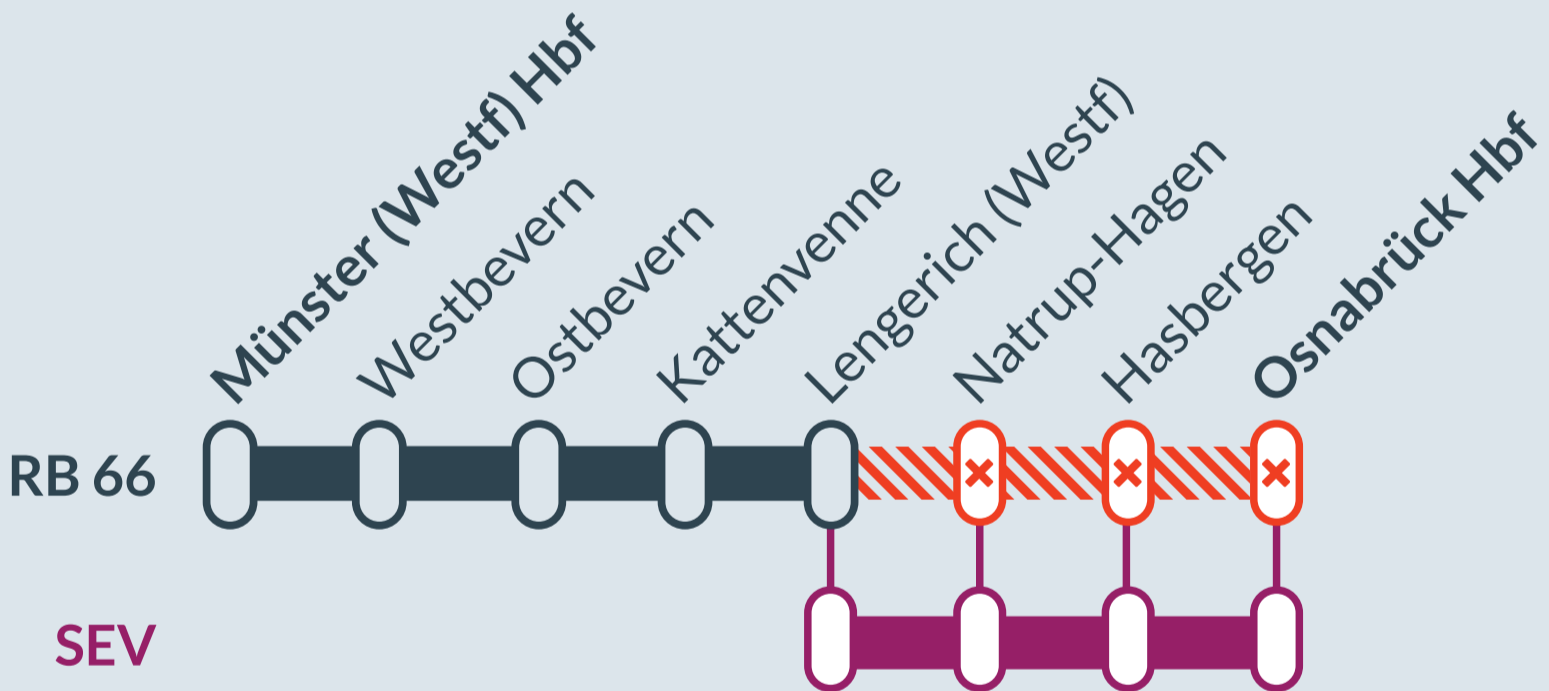 Münster (Westf) Hbf
Westbevern
Ostbevern
Kattenvenne
Lengerich (Westf)
Natrup-Hagen
Hasbergen
Osnabrück Hbf
RB 66
SEV